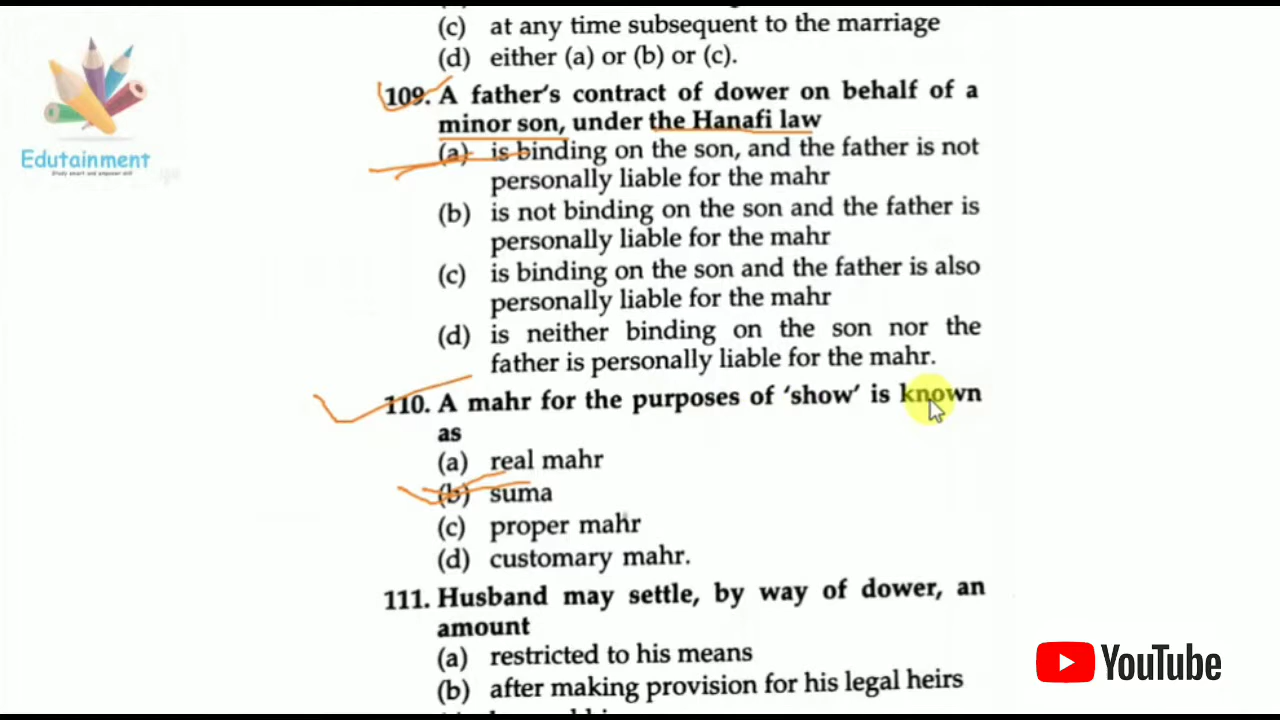 (c) at any time subsequent to the marriage
(d) either (a) or (b) or (c).
109. A father's contract of dower on behalf of a
minor son, under the Hanafi law
(a) is binding on the son, and the father is not
personally liable for the mahr
(b) is not binding on the son and the father is
personally liable for the mahr
(c) is binding on the son and the father is also
personally liable for the mahr
(d) is neither binding on the son nor the
father is personally liable for the mahr.
110. A mahr for the purposes of 'show' is known
as
(a) real mahr
(b) suma
(c) proper mahr
(d) customary mahr.
111. Husband may settle, by way of dower, an
amount
(a) restricted to his means
(b) after making provision for his legal heirs
Edutainment
Study smart and empower skill
YouTube